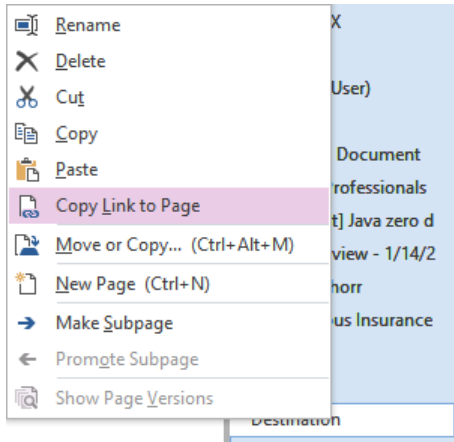 Rename
Delete
Cut
Copy
Paste
Copy Link to Page
Move or Copy... (Ctrl+Alt+M)
New Page (Ctrl+N)
Make Subpage
Promote Subpage
Show Page Versions
X
User)
Document
rofessionals
t] Java zero d
view - 1/14/2
horr
us Insurance
Destination